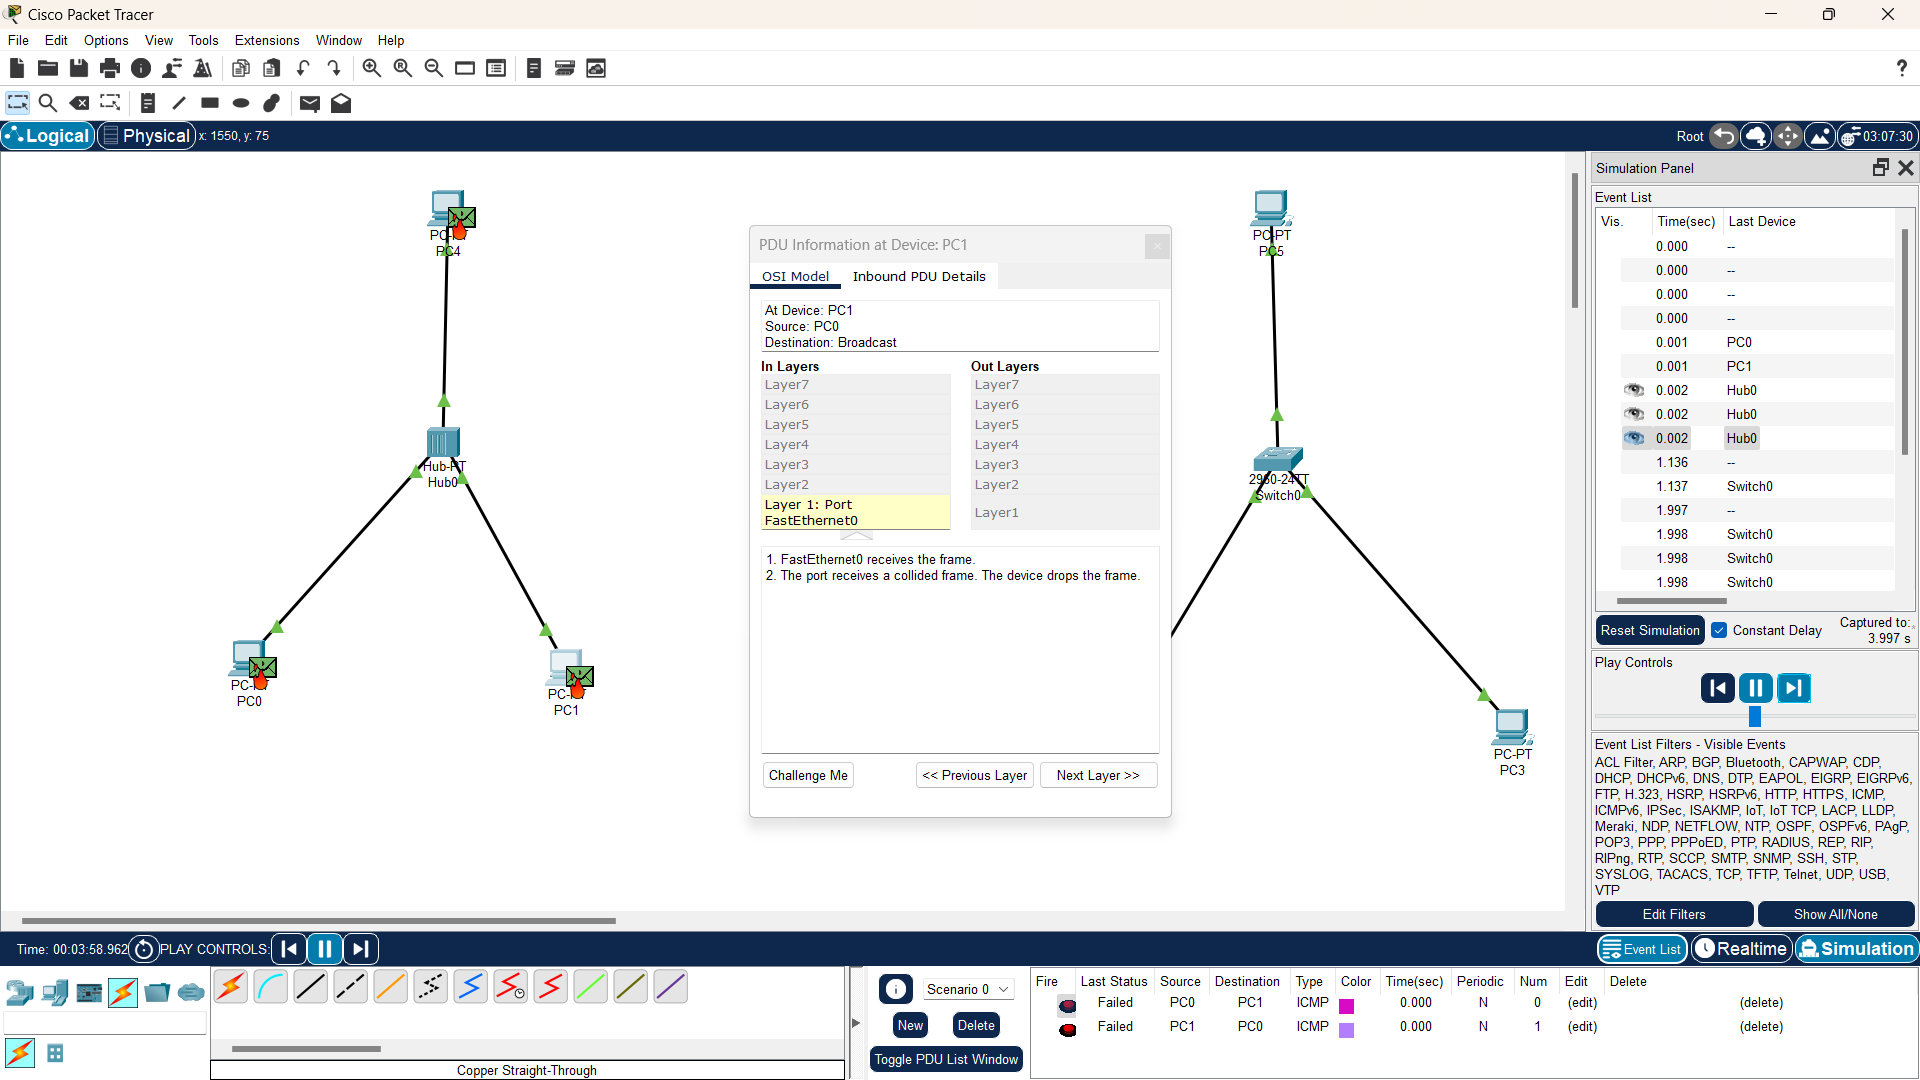 Cisco Packet Tracer
File Edit Options View Tools Extensions Window Help
Logical Physical x: 1550, y: 75
Root 03:07:30
PC4
Hub-PT
Hub0
PC0
PC1
PC-PT
PC5
2960-24TT
Switch0
PC-PT
PC3
PDU Information at Device: PC1
OSI Model Inbound PDU Details
At Device: PC1
Source: PC0
Destination: Broadcast
In Layers Out Layers
Layer7 Layer7
Layer6 Layer6
Layer5 Layer5
Layer4 Layer4
Layer3 Layer3
Layer2 Layer2
Layer 1: Port
FastEthernet0
Layer1
1. FastEthernet0 receives the frame.
2. The port receives a collided frame. The device drops the frame.
Challenge Me << Previous Layer Next Layer >>
Simulation Panel
Event List
Vis. Time(sec) Last Device
0.000 --
0.000 --
0.000 --
0.000 --
0.001 PC0
0.001 PC1
0.002 Hub0
0.002 Hub0
0.002 Hub0
1.136 --
1.137 Switch0
1.997 --
1.998 Switch0
1.998 Switch0
1.998 Switch0
Reset Simulation Constant Delay Captured to:
3.997 s
Play Controls
Event List Filters - Visible Events
ACL Filter, ARP, BGP, Bluetooth, CAPWAP, CDP,
DHCP, DHCPv6, DNS, DTP, EAPOL, EIGRP, EIGRPv6,
FTP, H.323, HSRP, HSRPv6, HTTP, HTTPS, ICMP,
ICMPv6, IPSec, ISAKMP, IoT, IoT TCP, LACP, LLDP,
Meraki, NDP, NETFLOW, NTP, OSPF, OSPFv6, PAgP,
POP3, PPP, PPPoED, PTP, RADIUS, REP, RIP,
RIPng, RTP, SCCP, SMTP, SNMP, SSH, STP,
SYSLOG, TACACS, TCP, TFTP, Telnet, UDP, USB,
VTP
Edit Filters Show All/None
Time: 00:03:58.962 PLAY CONTROLS:
Event List Realtime Simulation
Scenario 0
New Delete
Toggle PDU List Window
Fire Last Status Source Destination Type Color Time(sec) Periodic Num Edit Delete
Failed PC0 PC1 ICMP 0.000 N 0 (edit) (delete)
Failed PC1 PC0 ICMP 0.000 N 1 (edit) (delete)
Copper Straight-Through